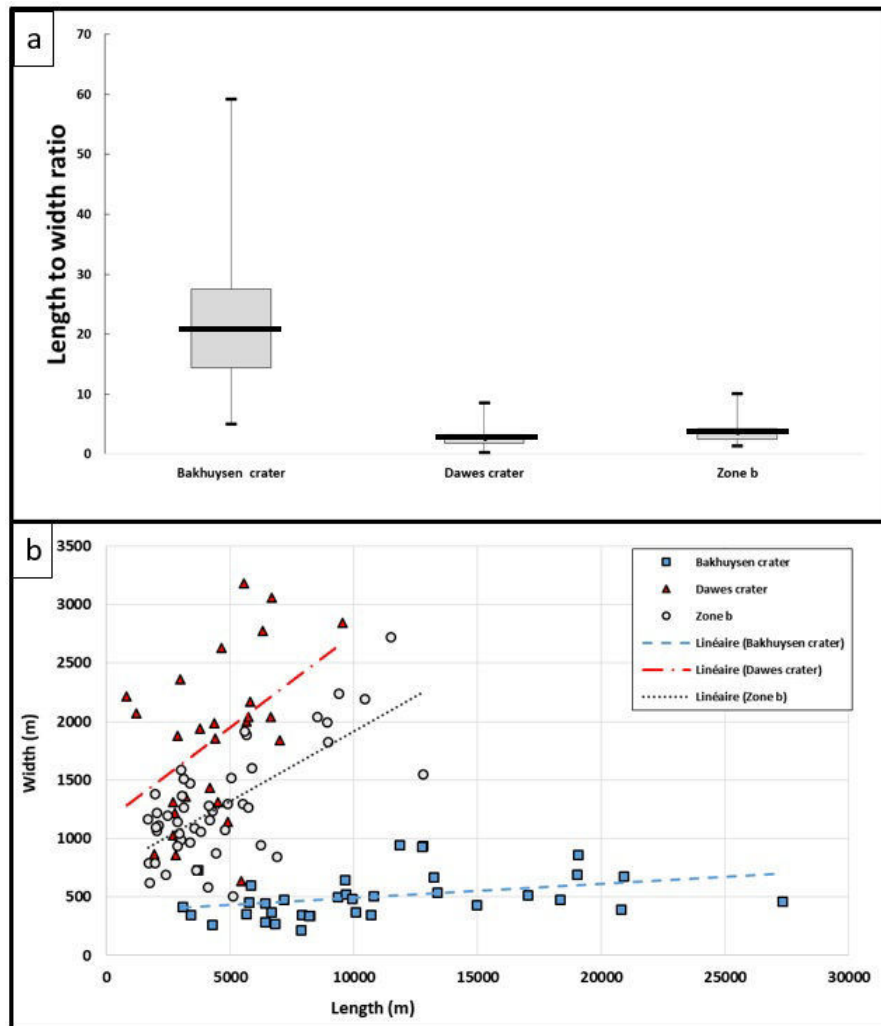 a
Length to width ratio
70
60
50
40
30
20
10
0
Bakhuysen crater
Dawes crater
Zone b
b
Width (m)
3500
3000
2500
2000
1500
1000
500
0
Bakhuysen crater
Dawes crater
Zone b
Linéaire (Bakhuysen crater)
Linéaire (Dawes crater)
Linéaire (Zone b)
0 5000 10000 15000 20000 25000 30000
Length (m)